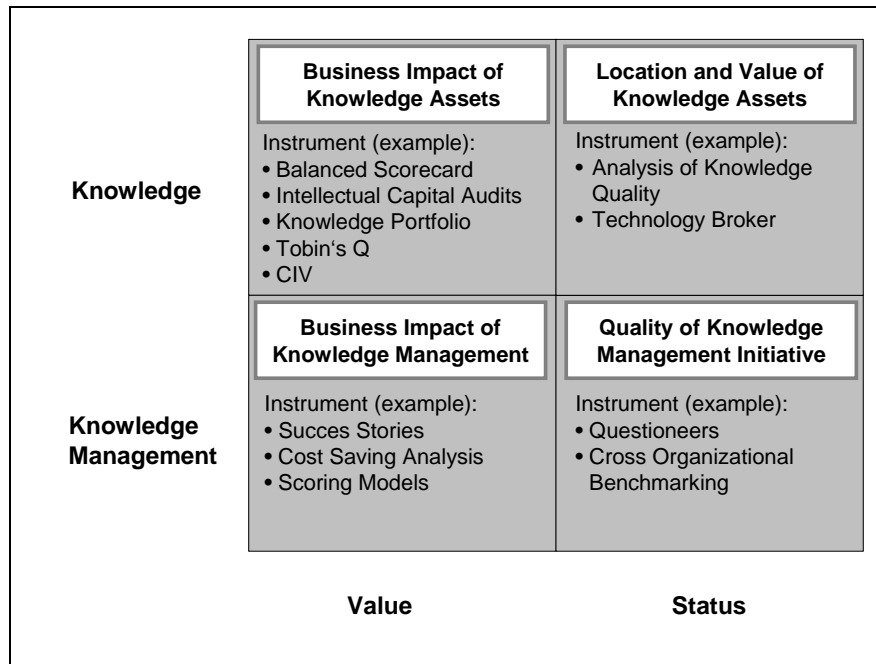 Business Impact of
Knowledge Assets
Instrument (example):
• Balanced Scorecard
• Intellectual Capital Audits
• Knowledge Portfolio
• Tobin‘s Q
• CIV
Location and Value of
Knowledge Assets
Instrument (example):
• Analysis of Knowledge
Quality
• Technology Broker
Knowledge
Business Impact of
Knowledge Management
Instrument (example):
• Succes Stories
• Cost Saving Analysis
• Scoring Models
Quality of Knowledge
Management Initiative
Instrument (example):
• Questioneers
• Cross Organizational
Benchmarking
Knowledge
Management
Value
Status